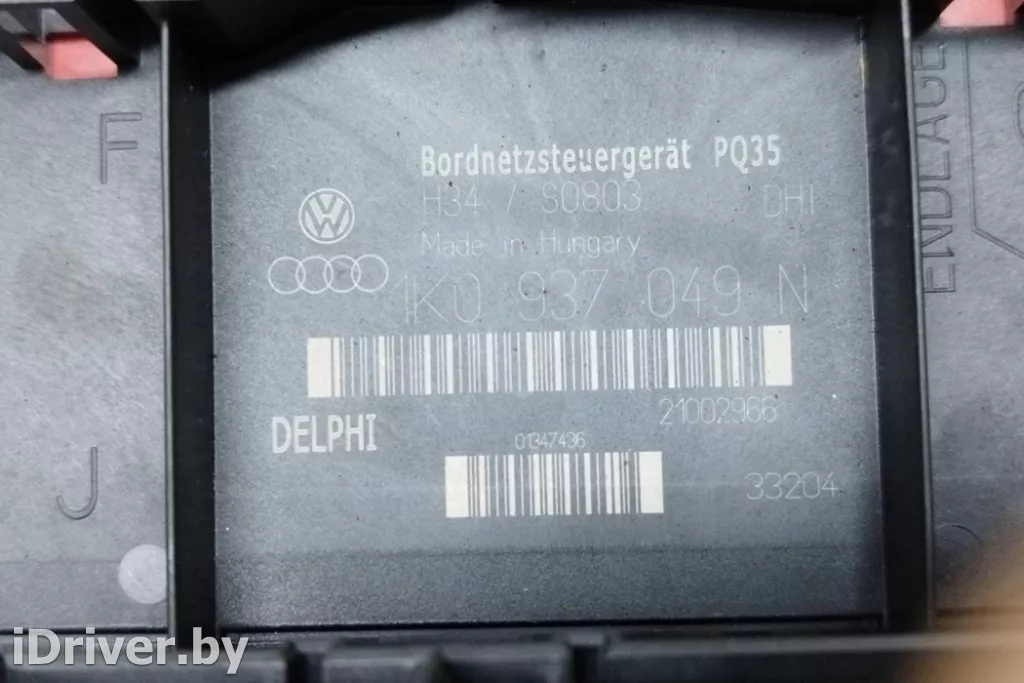 F
Bordnetzsteuergerät PQ35
H34 / S0803 DHI
Made in Hungary
1K0 937 049 N
ENDLAGE
21002966
DELPHI
01347436
33204
J
iDriver.by